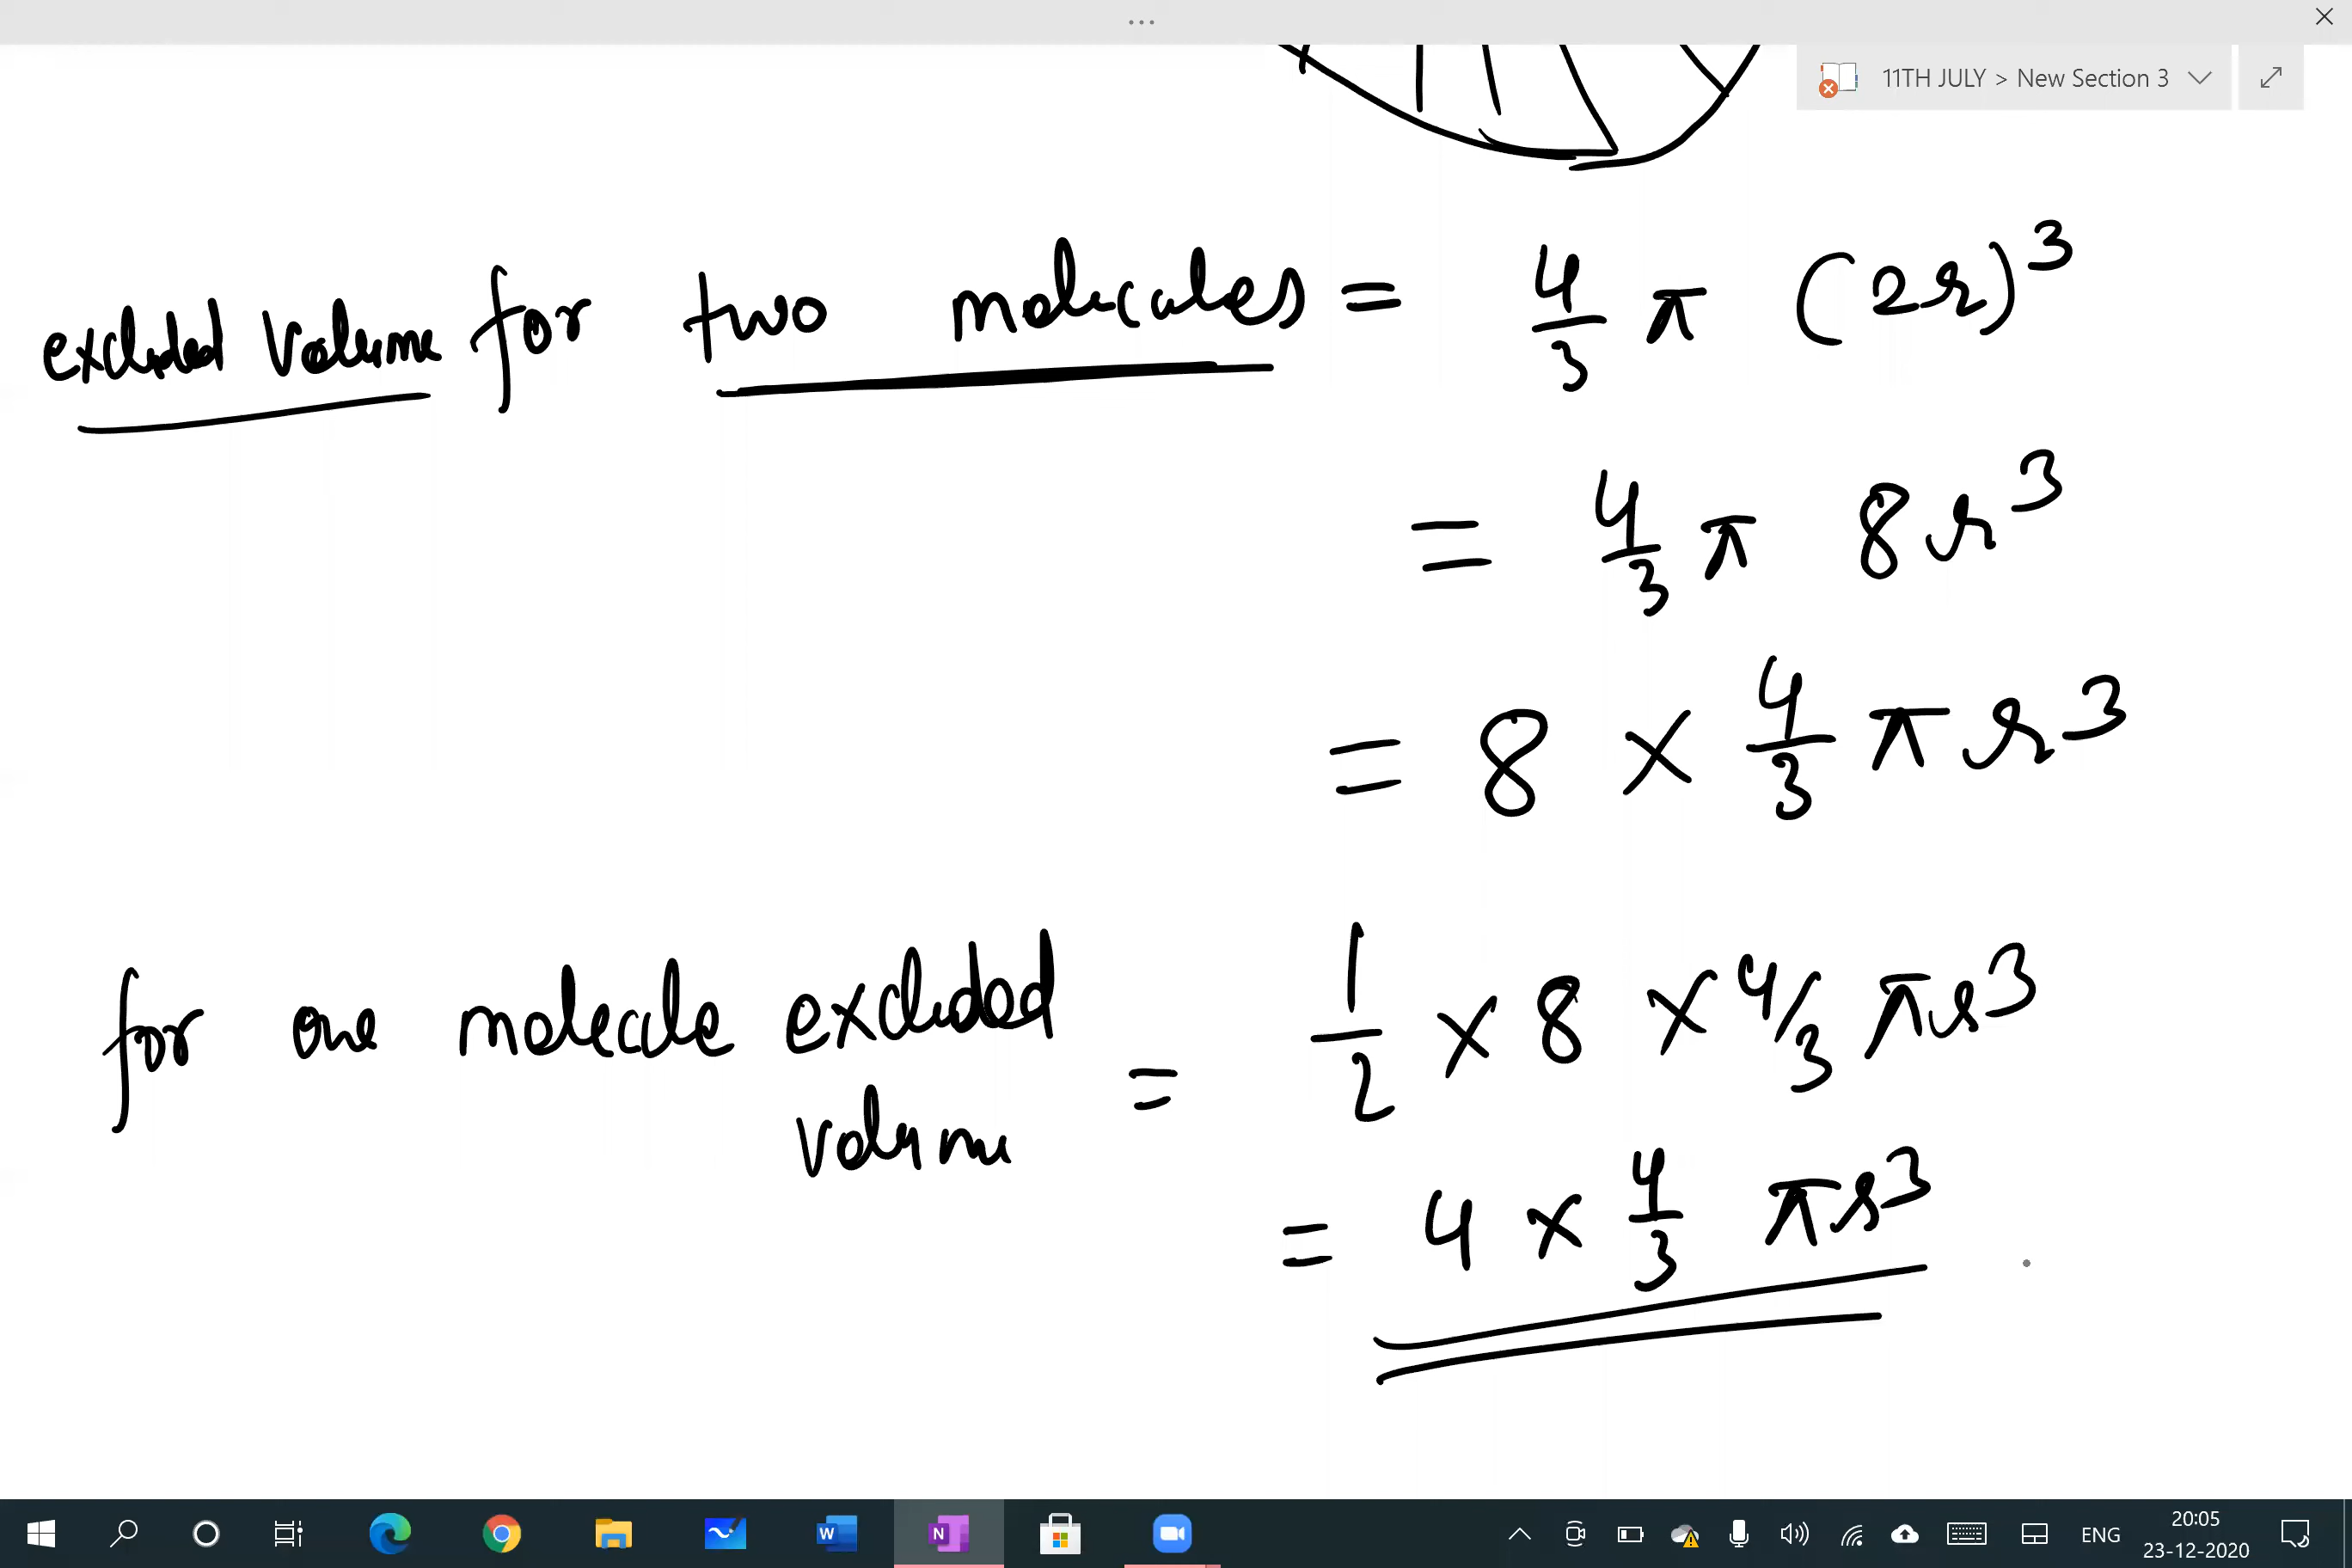 11TH JULY > New Section 3
excluded volume for two molecules = 4/3 π (2r)³
= 4/3 π 8r³
= 8 × 4/3 π r³
for one molecule excluded volume = 1/2 × 8 × 4/3 πr³
= 4 × 4/3 πr³
ENG
20:05
23-12-2020